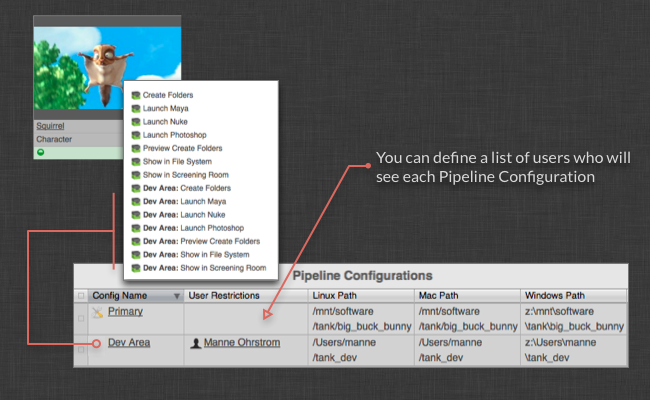 Squirrel
Character
Create Folders
Launch Maya
Launch Nuke
Launch Photoshop
Preview Create Folders
Show in File System
Show in Screening Room
Dev Area: Create Folders
Dev Area: Launch Maya
Dev Area: Launch Nuke
Dev Area: Launch Photoshop
Dev Area: Preview Create Folders
Dev Area: Show in File System
Dev Area: Show in Screening Room
You can define a list of users who will
see each Pipeline Configuration
Pipeline Configurations
Config Name User Restrictions Linux Path Mac Path Windows Path
Primary /mnt/software /mnt/software z:\mnt\software
/tank/big_buck_bunny /tank/big_buck_bunny \tank\big_buck_bunny
Dev Area Manne Ohrstrom /Users/manne /Users/manne z:\Users\manne
/tank_dev /tank_dev \tank_dev